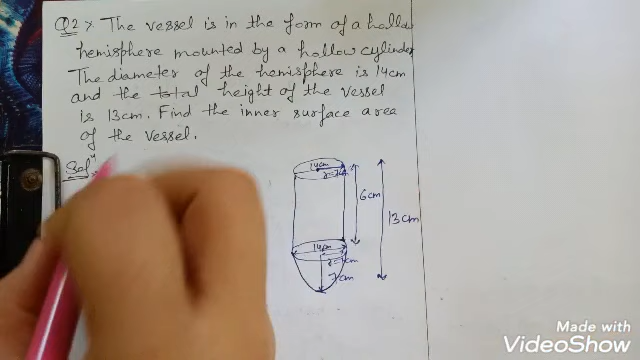 Q2 > The vessel is in the form of a hollow
hemisphere mounted by a hollow cylinder
The diameter of the hemisphere is 14cm
and the total height of the vessel
is 13cm. Find the inner surface area
of the vessel.
Solⁿ
14cm
r=7cm
6cm
13cm
14cm
r=7cm
7cm
Made with
VideoShow